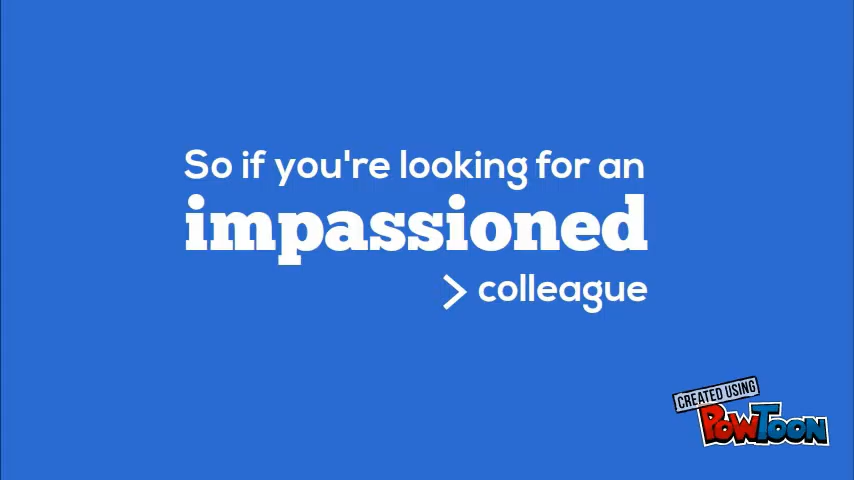 So if you're looking for an
impassioned
> colleague
CREATED USING
POWTOON